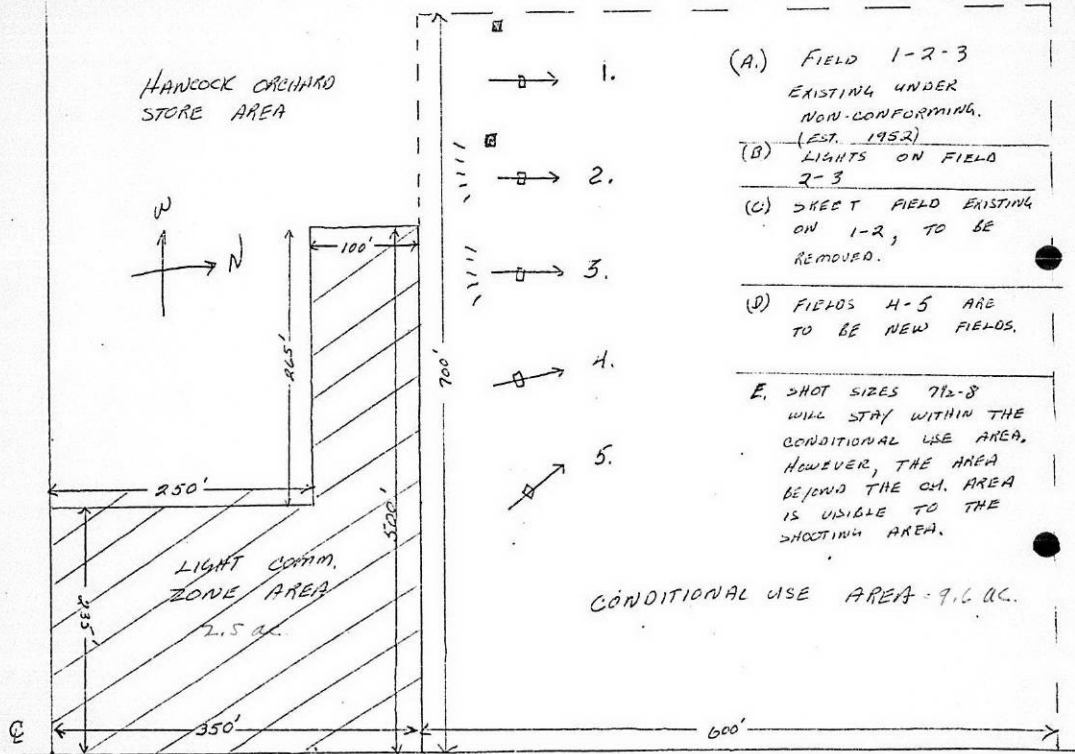 HANCOCK ORCHARD
STORE AREA
W
N
100'
265'
250'
235'
500'
700'
350'
600'
LIGHT COMM.
ZONE AREA
2.5 ac.
1.
2.
3.
4.
5.
(A.) FIELD 1-2-3
EXISTING UNDER
NON-CONFORMING.
(EST. 1952)
(B) LIGHTS ON FIELD
2-3
(C) SKEET FIELD EXISTING
ON 1-2, TO BE
REMOVED.
(D) FIELDS 4-5 ARE
TO BE NEW FIELDS.
E. SHOT SIZES 7½-8
WILL STAY WITHIN THE
CONDITIONAL USE AREA.
HOWEVER, THE AREA
BEYOND THE AREA
IS VISIBLE TO THE
SHOOTING AREA.
CONDITIONAL USE AREA - 9.6 ac.